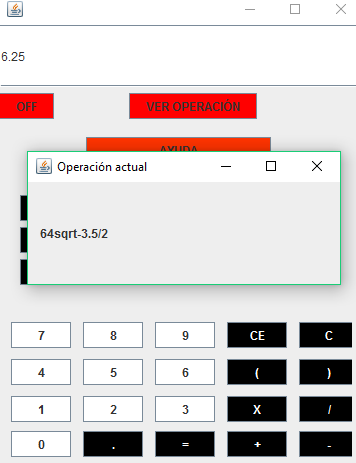 6.25
OFF VER OPERACIÓN
AYUDA
Operación actual
64sqrt-3.5/2
7 8 9 CE C
4 5 6 ( )
1 2 3 X /
0 . = + -